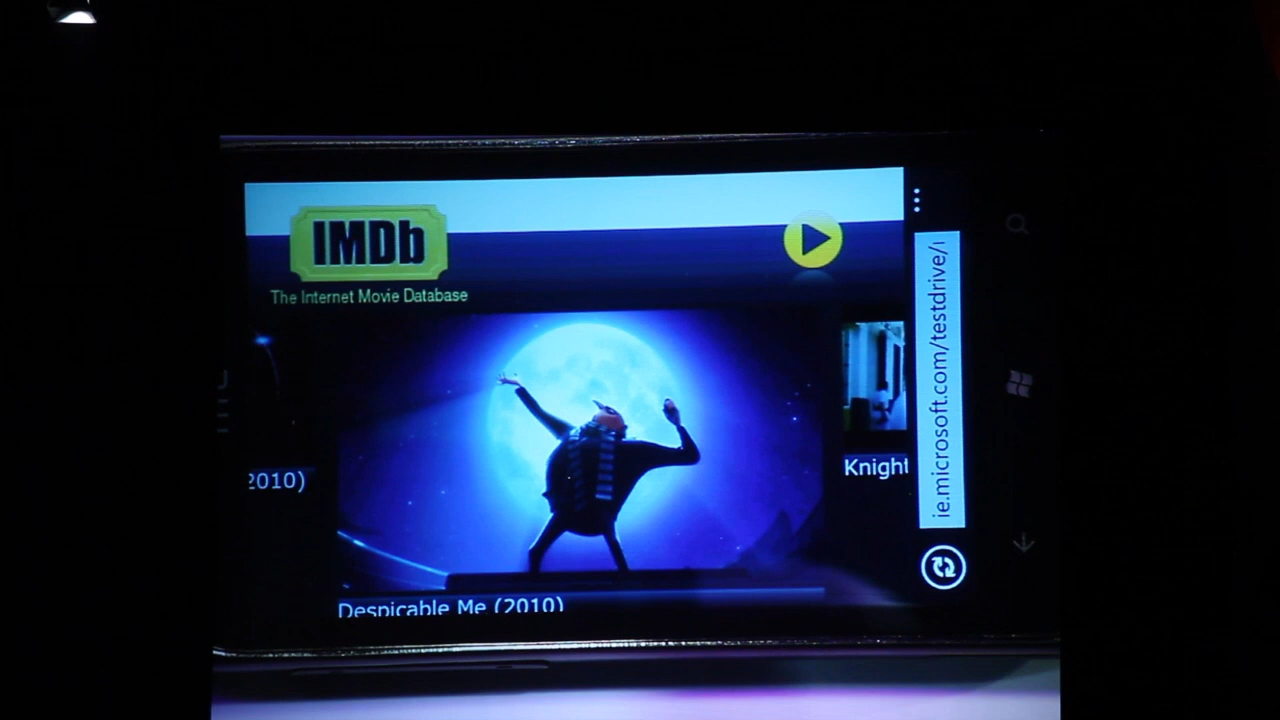 IMDb
The Internet Movie Database
2010)
Knight
Despicable Me (2010)
ie.microsoft.com/testdrive/